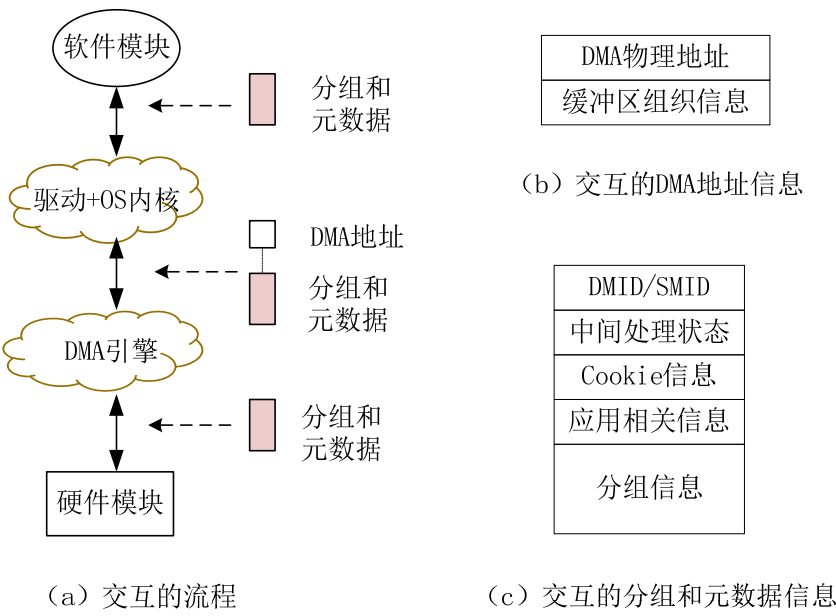 软件模块
分组和
元数据
驱动+OS内核
DMA地址
分组和
元数据
DMA引擎
分组和
元数据
硬件模块
（a）交互的流程
DMA物理地址
缓冲区组织信息
（b）交互的DMA地址信息
DMID/SMID
中间处理状态
Cookie信息
应用相关信息
分组信息
（c）交互的分组和元数据信息